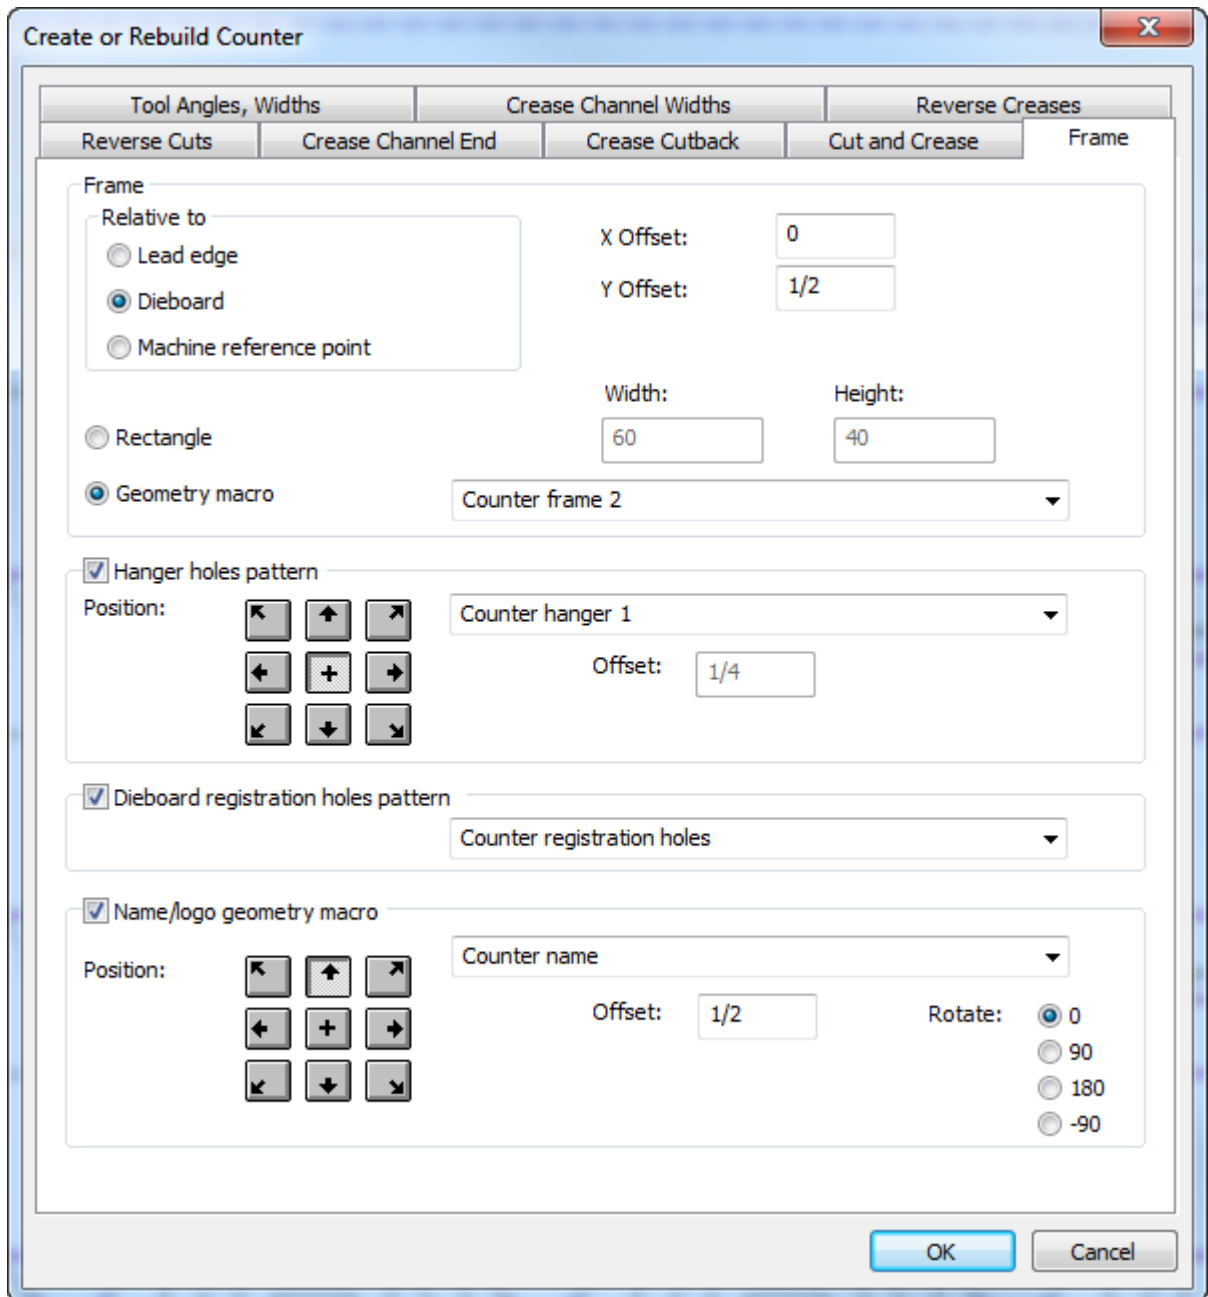 Create or Rebuild Counter
Tool Angles, Widths
Crease Channel Widths
Reverse Creases
Reverse Cuts
Crease Channel End
Crease Cutback
Cut and Crease
Frame
Frame
Relative to
Lead edge
Dieboard
Machine reference point
X Offset: 0
Y Offset: 1/2
Width:
Height:
Rectangle
60
40
Geometry macro
Counter frame 2
Hanger holes pattern
Position:
Counter hanger 1
Offset: 1/4
Dieboard registration holes pattern
Counter registration holes
Name/logo geometry macro
Position:
Counter name
Offset: 1/2
Rotate:
0
90
180
-90
OK
Cancel